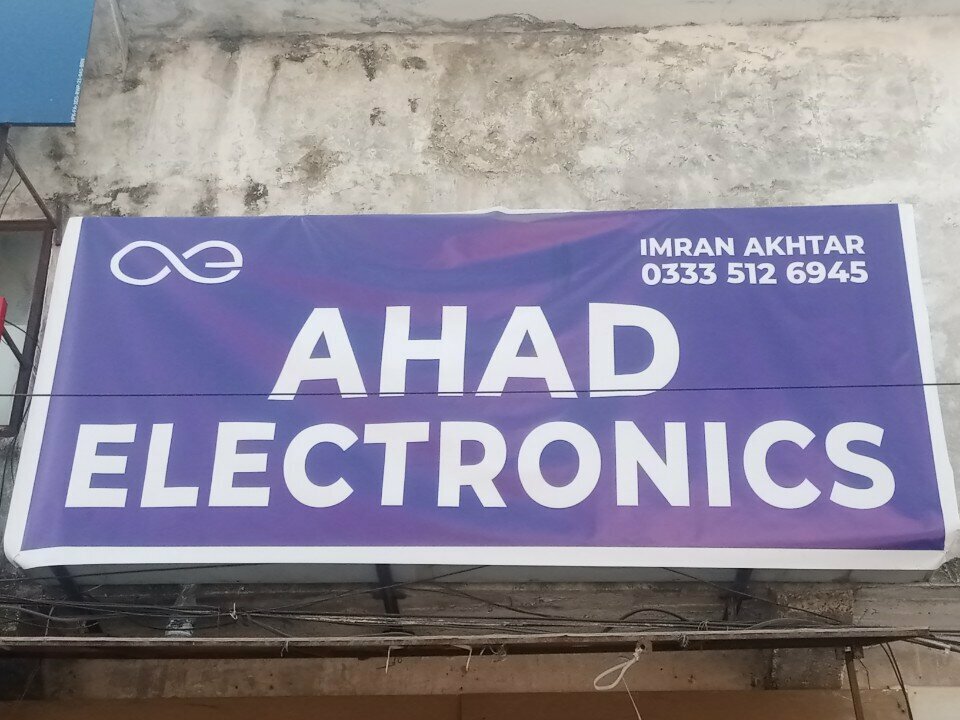 IMRAN AKHTAR
0333 512 6945
AHAD
ELECTRONICS